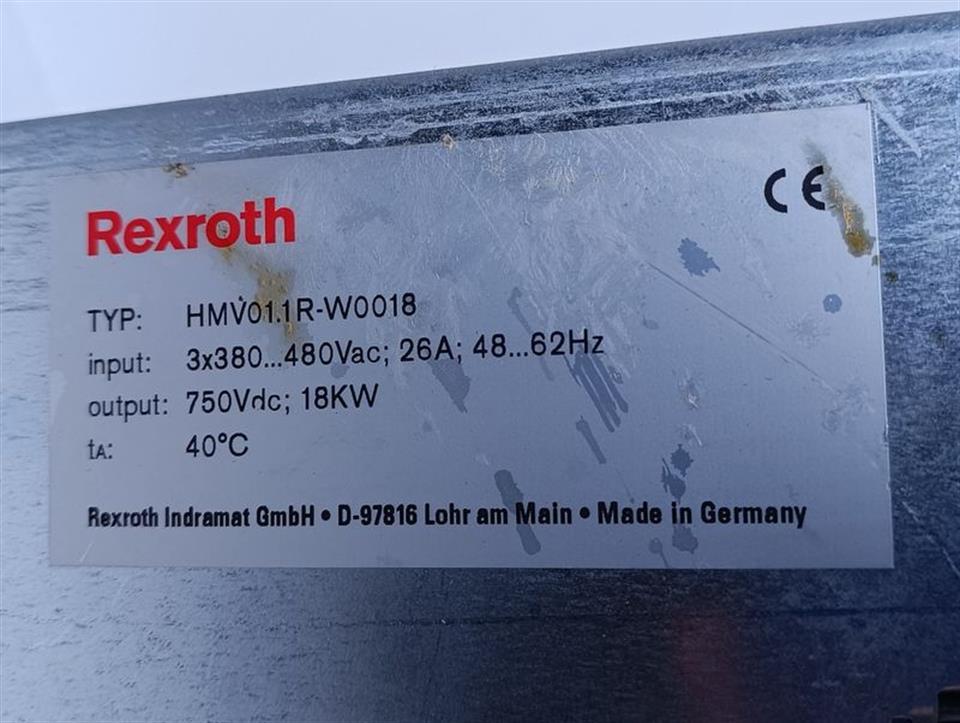 Rexroth
CE
TYP: HMV01.1R-W0018
input: 3x380...480Vac; 26A; 48...62Hz
output: 750Vdc; 18KW
tA: 40°C
Rexroth Indramat GmbH • D-97816 Lohr am Main • Made in Germany